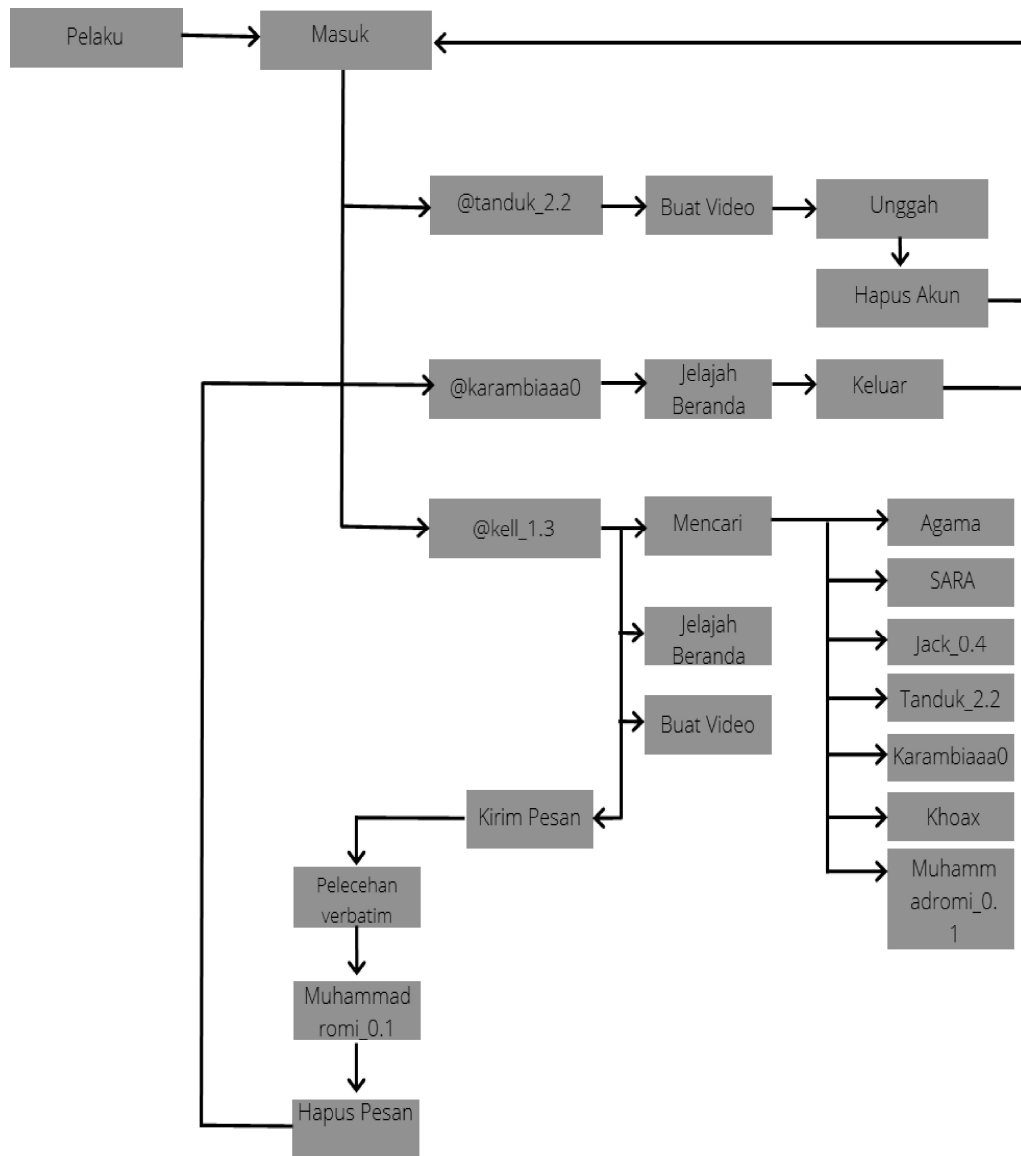 Pelaku
Masuk
@tanduk_2.2
Buat Video
Unggah
Hapus Akun
@karambiaaa0
Jelajah
Beranda
Keluar
@kell_1.3
Mencari
Agama
SARA
Jelajah
Beranda
Jack_0.4
Tanduk_2.2
Buat Video
Karambiaaa0
Kirim Pesan
Khoax
Muhamm
adromi_0.
1
Pelecehan
verbatim
Muhammad
romi_0.1
Hapus Pesan